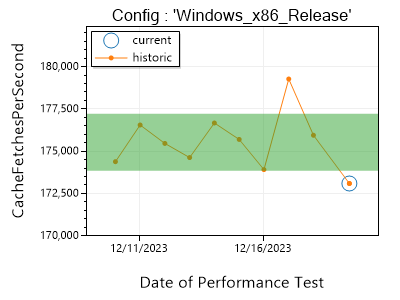 Config : 'Windows_x86_Release'
current
historic
CacheFetchesPerSecond
180,000
177,500
175,000
172,500
170,000
12/11/2023
12/16/2023
Date of Performance Test